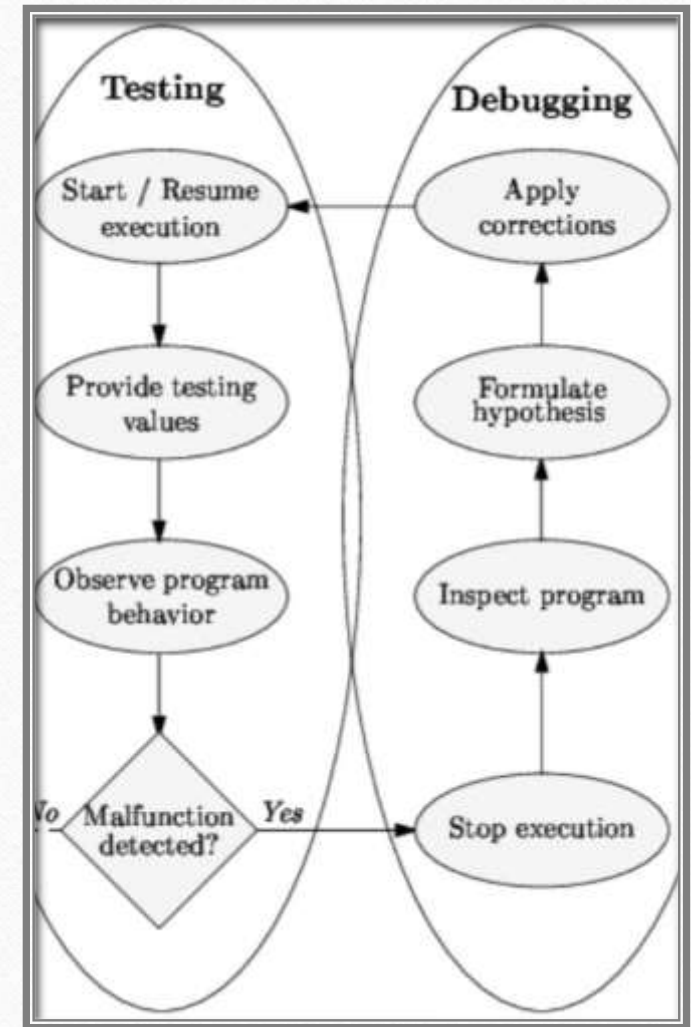 Testing
Start / Resume
execution
Provide testing
values
Observe program
behavior
Malfunction
detected?
No
Yes
Debugging
Apply
corrections
Formulate
hypothesis
Inspect program
Stop execution